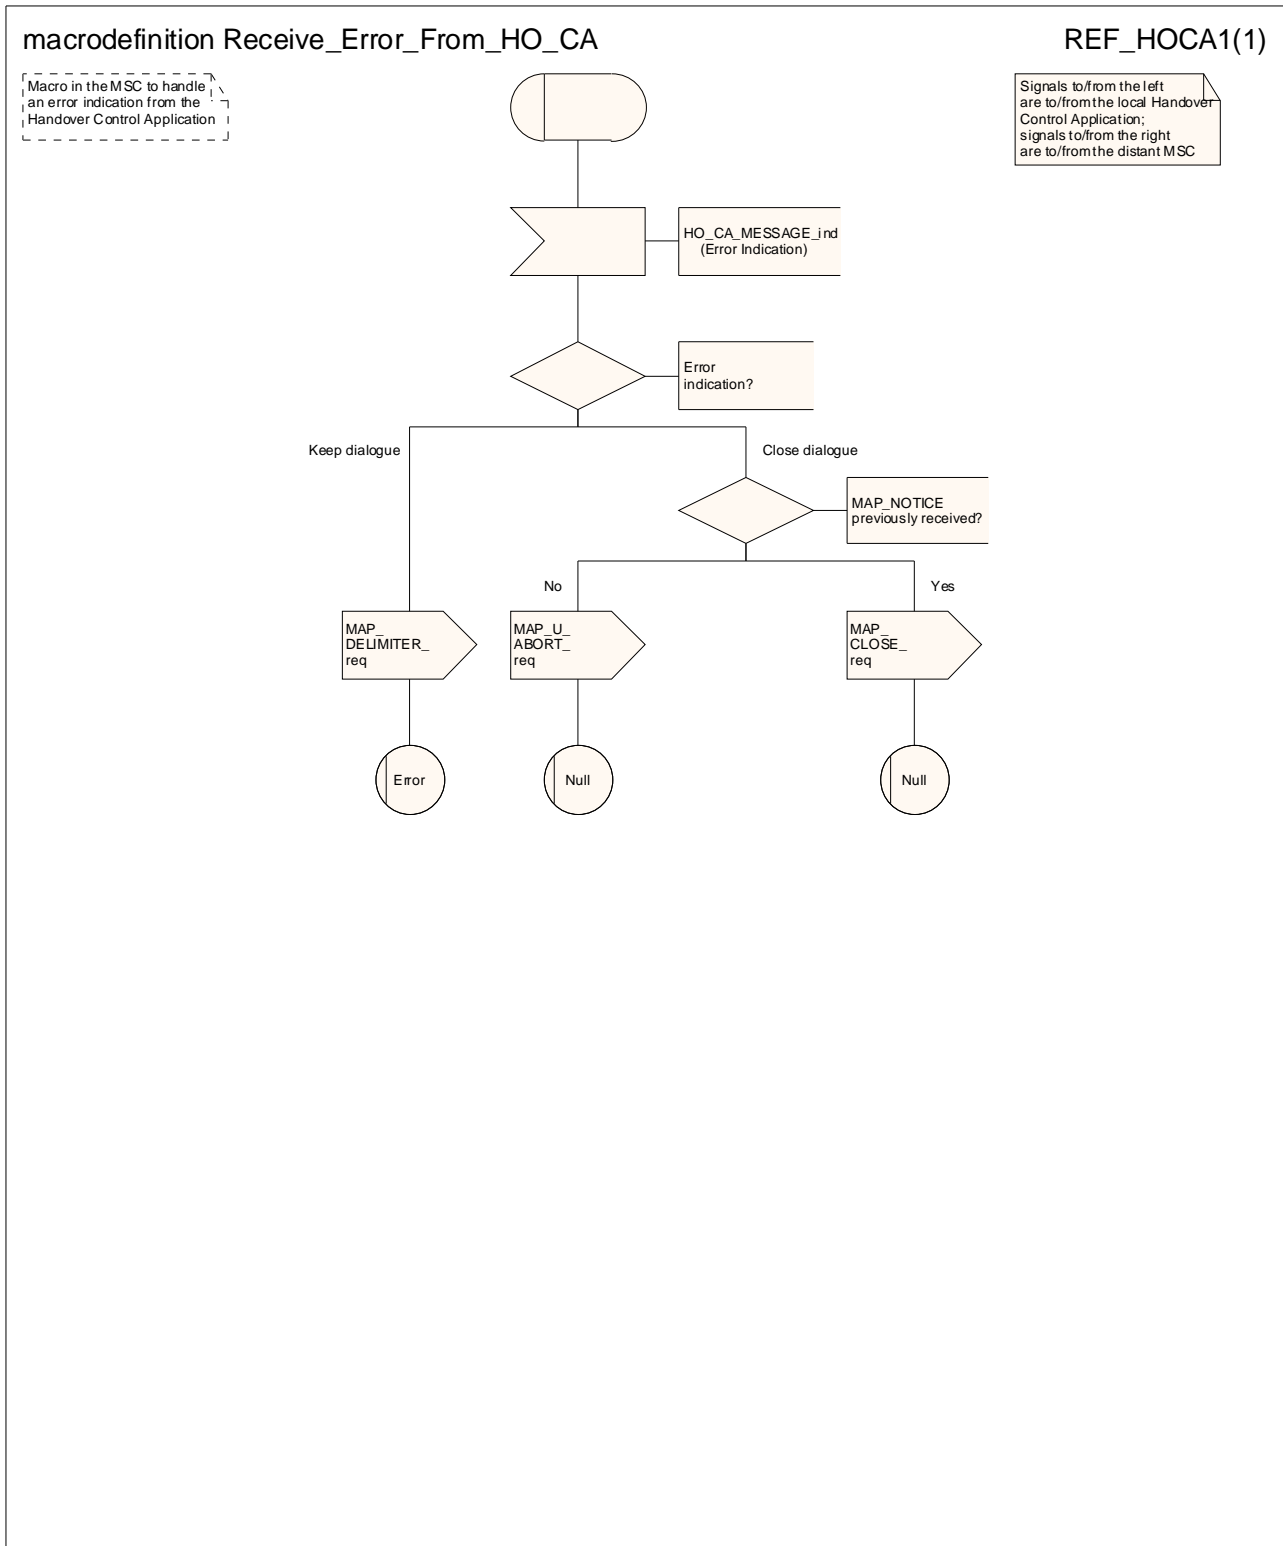 macrodefinition Receive_Error_From_HO_CA
REF_HOCA1(1)
Macro in the MSC to handle
an error indication from the
Handover Control Application
Signals to/from the left
are to/from the local Handover
Control Application;
signals to/from the right
are to/from the distant MSC
HO_CA_MESSAGE_ind
(Error Indication)
Error
indication?
Keep dialogue
Close dialogue
MAP_NOTICE
previously received?
No
Yes
MAP_
DELIMITER_
req
MAP_U_
ABORT_
req
MAP_
CLOSE_
req
Error
Null
Null